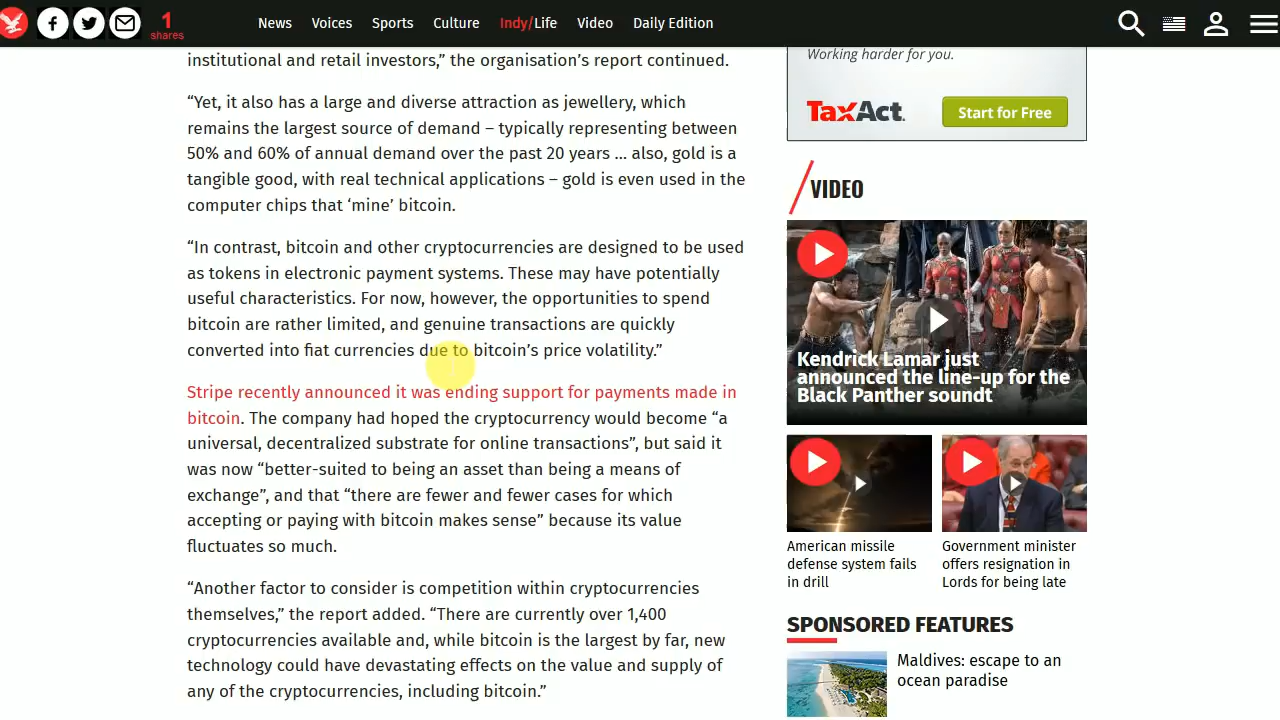 1
shares
News
Voices
Sports
Culture
Indy/Life
Video
Daily Edition
institutional and retail investors,” the organisation’s report continued.
“Yet, it also has a large and diverse attraction as jewellery, which
remains the largest source of demand – typically representing between
50% and 60% of annual demand over the past 20 years ... also, gold is a
tangible good, with real technical applications – gold is even used in the
computer chips that ‘mine’ bitcoin.
“In contrast, bitcoin and other cryptocurrencies are designed to be used
as tokens in electronic payment systems. These may have potentially
useful characteristics. For now, however, the opportunities to spend
bitcoin are rather limited, and genuine transactions are quickly
converted into fiat currencies due to bitcoin’s price volatility.”
Stripe recently announced it was ending support for payments made in
bitcoin. The company had hoped the cryptocurrency would become “a
universal, decentralized substrate for online transactions”, but said it
was now “better-suited to being an asset than being a means of
exchange”, and that “there are fewer and fewer cases for which
accepting or paying with bitcoin makes sense” because its value
fluctuates so much.
“Another factor to consider is competition within cryptocurrencies
themselves,” the report added. “There are currently over 1,400
cryptocurrencies available and, while bitcoin is the largest by far, new
technology could have devastating effects on the value and supply of
any of the cryptocurrencies, including bitcoin.”
Working harder for you.
TaxAct.
Start for Free
VIDEO
Kendrick Lamar just
announced the line-up for the
Black Panther soundt
American missile
defense system fails
in drill
Government minister
offers resignation in
Lords for being late
SPONSORED FEATURES
Maldives: escape to an
ocean paradise